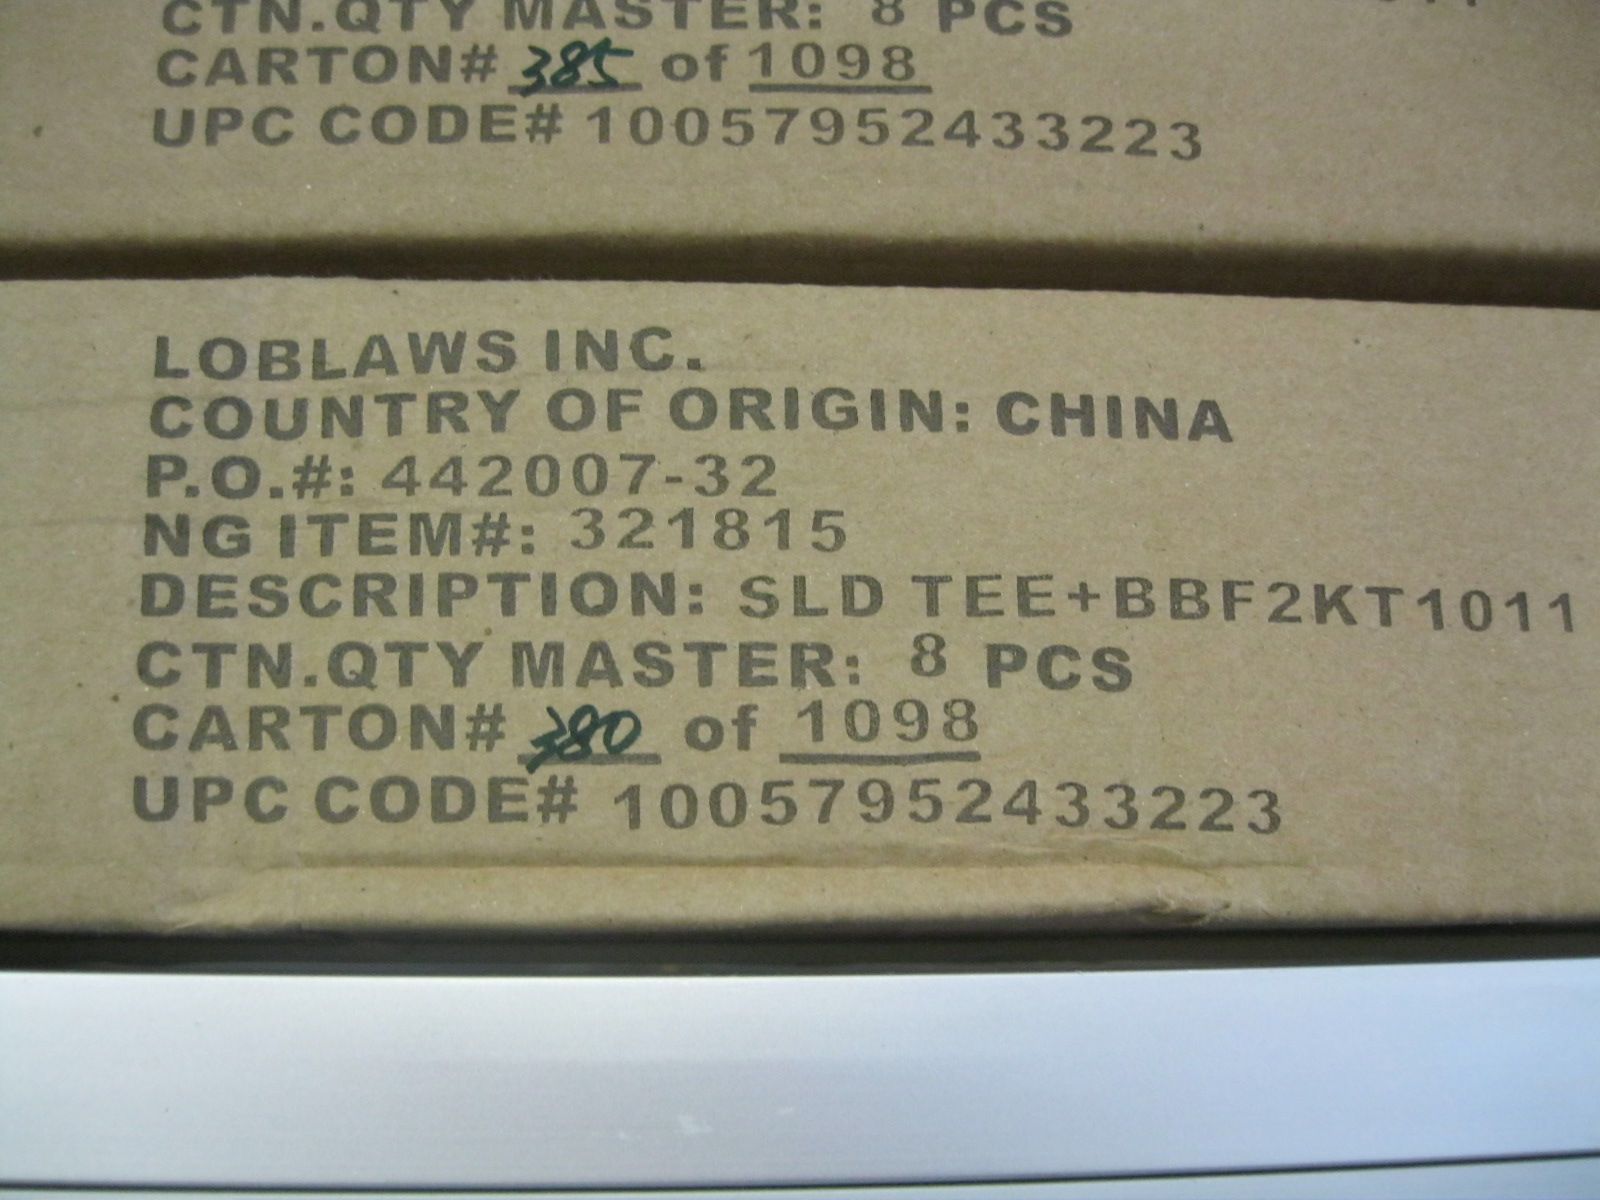 CTN.QTY MASTER: 8 PCS
CARTON# 385 of 1098
UPC CODE# 10057952433223
LOBLAWS INC.
COUNTRY OF ORIGIN: CHINA
P.O.#: 442007-32
NG ITEM#: 321815
DESCRIPTION: SLD TEE+BBF2KT1011
CTN.QTY MASTER: 8 PCS
CARTON# 380 of 1098
UPC CODE# 10057952433223